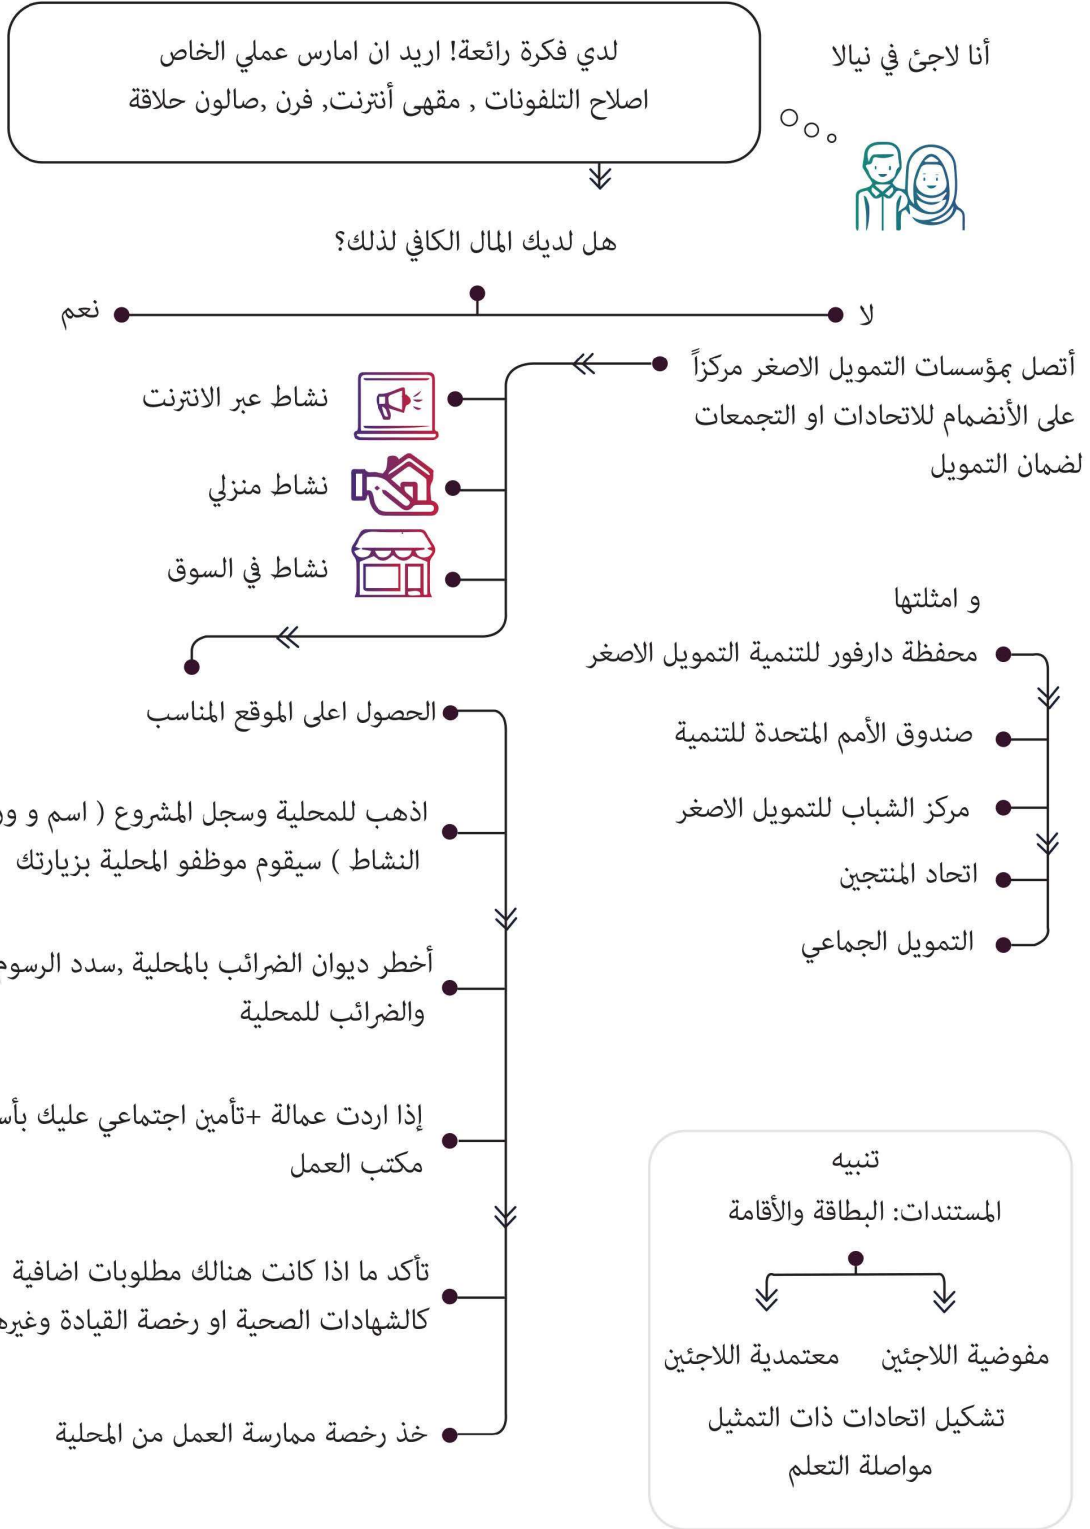 أنا لاجئ في نيالا
لدي فكرة رائعة! اريد ان امارس عملي الخاص
اصلاح التلفونات , مقهى أنترنت, فرن ,صالون حلاقة
هل لديك المال الكافي لذلك؟
لا
نعم
أتصل بمؤسسات التمويل الاصغر مركزاً
على الأنضمام للاتحادات او التجمعات
لضمان التمويل
و امثلتها
محفظة دارفور للتنمية التمويل الاصغر
صندوق الأمم المتحدة للتنمية
مركز الشباب للتمويل الاصغر
اتحاد المنتجين
التمويل الجماعي
نشاط عبر الانترنت
نشاط منزلي
نشاط في السوق
الحصول اعلى الموقع المناسب
اذهب للمحلية وسجل المشروع ( اسم و
النشاط ) سيقوم موظفو المحلية بزيارتك
أخطر ديوان الضرائب بالمحلية ,سدد الرسوم
والضرائب للمحلية
إذا اردت عمالة +تأمين اجتماعي عليك
مكتب العمل
تأكد ما اذا كانت هنالك مطلوبات اضافية
كالشهادات الصحية او رخصة القيادة
خذ رخصة ممارسة العمل من المحلية
تنبيه
المستندات: البطاقة والأقامة
مفوضية اللاجئين
معتمدية اللاجئين
تشكيل اتحادات ذات التمثيل
مواصلة التعلم